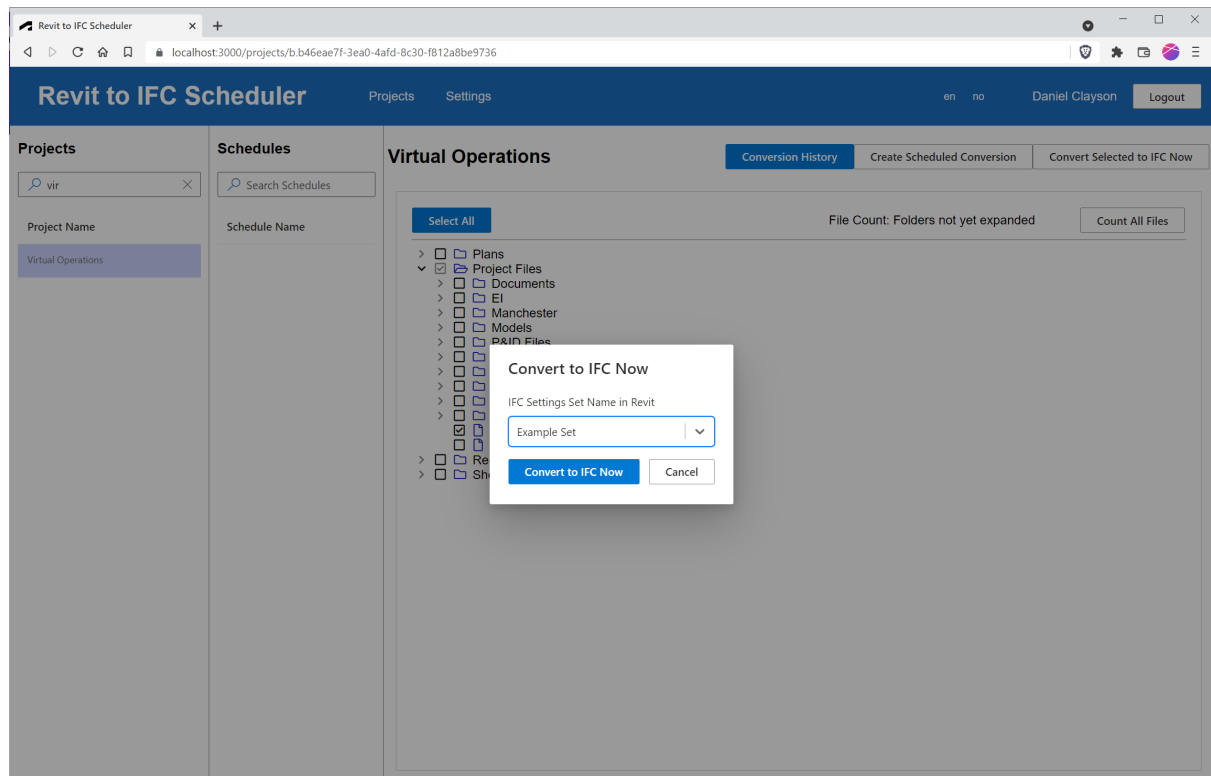 Revit to IFC Scheduler
localhost:3000/projects/b.b46eae7f-3ea0-4afd-8c30-f812a8be9736
Revit to IFC Scheduler
Projects
Settings
en
no
Daniel Clayson
Logout
Projects
vir
Project Name
Virtual Operations
Schedules
Search Schedules
Schedule Name
Virtual Operations
Conversion History
Create Scheduled Conversion
Convert Selected to IFC Now
Select All
File Count: Folders not yet expanded
Count All Files
Plans
Project Files
Documents
EI
Manchester
Models
P&ID Files
Re
Sh
Convert to IFC Now
IFC Settings Set Name in Revit
Example Set
Convert to IFC Now
Cancel